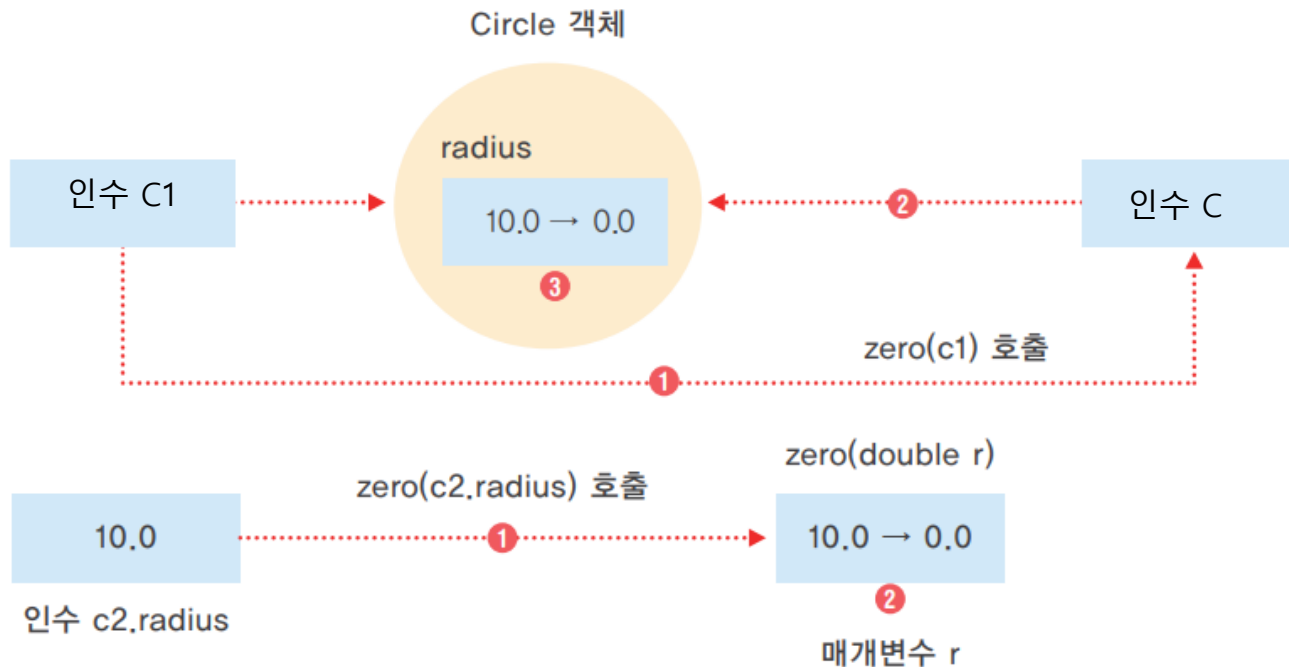 Circle 객체
radius
인수 C1
10.0 → 0.0
2
인수 C
3
zero(c1) 호출
1
zero(double r)
zero(c2.radius) 호출
10.0
1
10.0 → 0.0
2
인수 c2.radius
매개변수 r